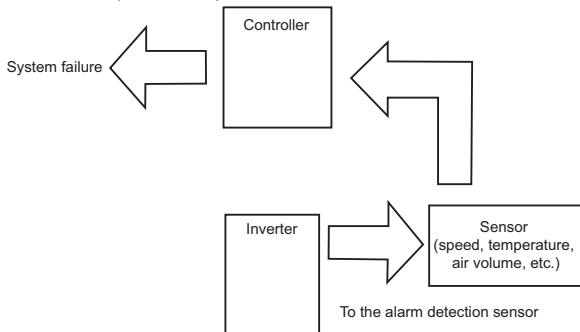 Controller
System failure
Inverter
Sensor
(speed, temperature,
air volume, etc.)
To the alarm detection sensor